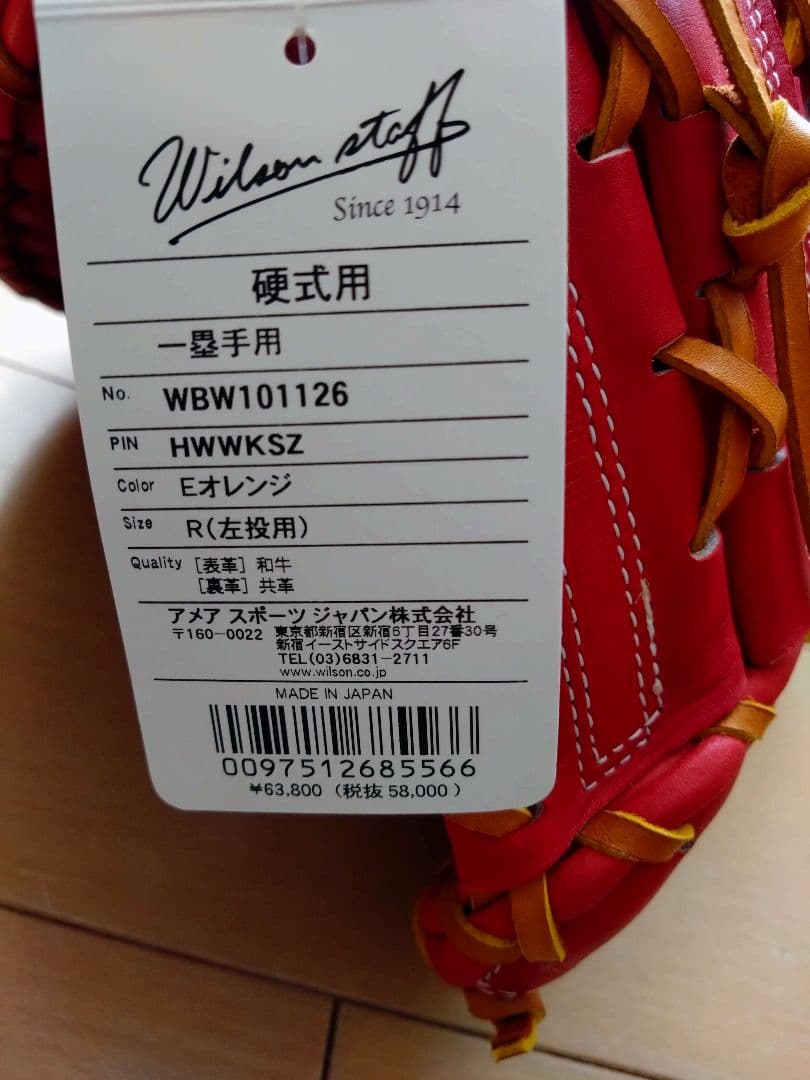 Wilson staff
Since 1914
硬式用
一塁手用
No. WBW101126
PIN HWWKSZ
Color Eオレンジ
Size R(左投用)
Quality [表革] 和牛
[裏革] 共革
アメア スポーツ ジャパン株式会社
〒160-0022 東京都新宿区新宿6丁目27番30号
新宿イーストサイドスクエア6F
TEL(03)6831-2711
www.wilson.co.jp
MADE IN JAPAN
0097512685566
¥63,800 (税抜 58,000)